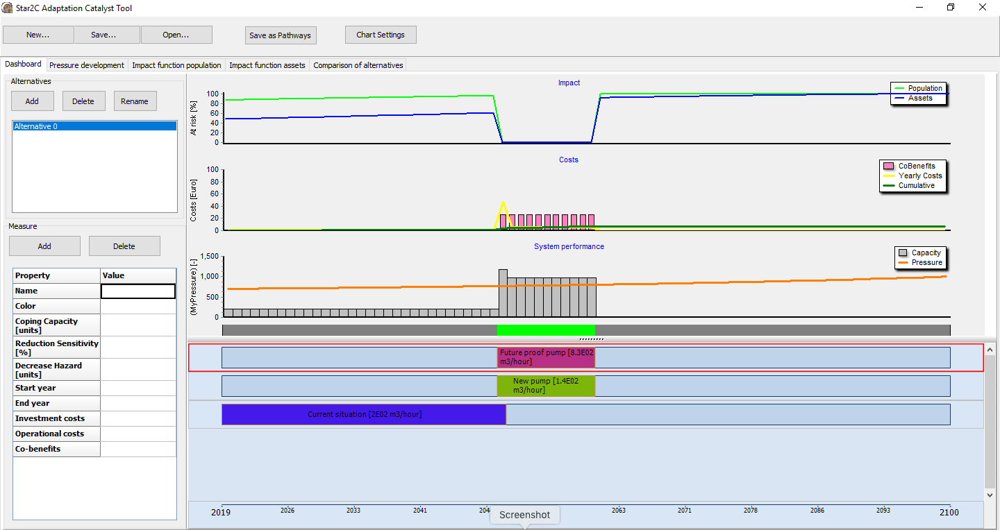 Star2C Adaptation Catalyst Tool
New...
Save...
Open...
Save as Pathways
Chart Settings
Dashboard
Pressure development
Impact function population
Impact function assets
Comparison of alternatives
Alternatives
Add
Delete
Rename
Alternative 0
Measure
Add
Delete
Property
Value
Name
Color
Coping Capacity
[units]
Reduction Sensitivity
[%]
Decrease Hazard
[units]
Start year
End year
Investment costs
Operational costs
Co-benefits
Impact
At risk [%]
100
80
60
40
20
0
Population
Assets
Costs
Costs [Euro]
100
80
60
40
20
0
CoBenefits
Yearly Costs
Cumulative
System performance
(MyPressure) [-]
1,500
1,000
500
0
Capacity
Pressure
Future proof pump [8.3E02
m3/hour]
New pump [1.4E02
m3/hour]
Current situation [2E02 m3/hour]
2019
2026
2033
2041
2063
2071
2078
2086
2093
2100
Screenshot